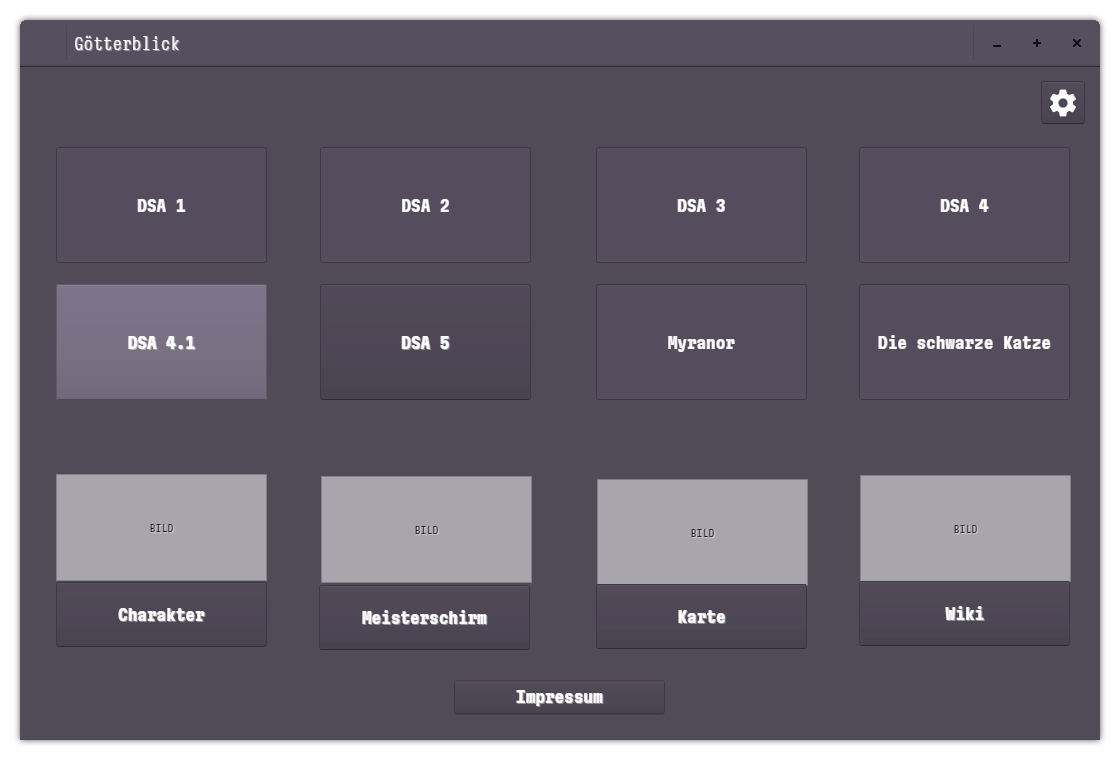 Götterblick
DSA 1
DSA 2
DSA 3
DSA 4
DSA 4.1
DSA 5
Myranor
Die schwarze Katze
BILD
BILD
BILD
BILD
Charakter
Meisterschirm
Karte
Wiki
Impressum